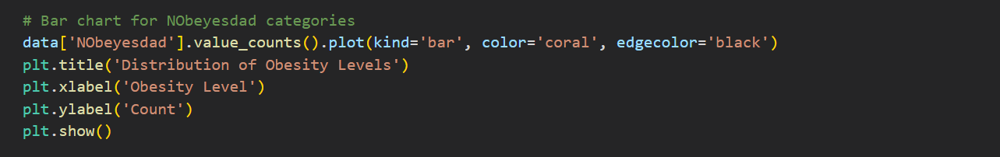 # Bar chart for NObeyesdad categories
data['NObeyesdad'].value_counts().plot(kind='bar', color='coral', edgecolor='black')
plt.title('Distribution of Obesity Levels')
plt.xlabel('Obesity Level')
plt.ylabel('Count')
plt.show()